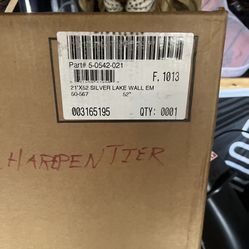 Part# 5-0542-021
F.1013
21"X52 SILVER LAKE WALL EM
50-567 52"
003165195 QTY: 0001
HARPENTIER